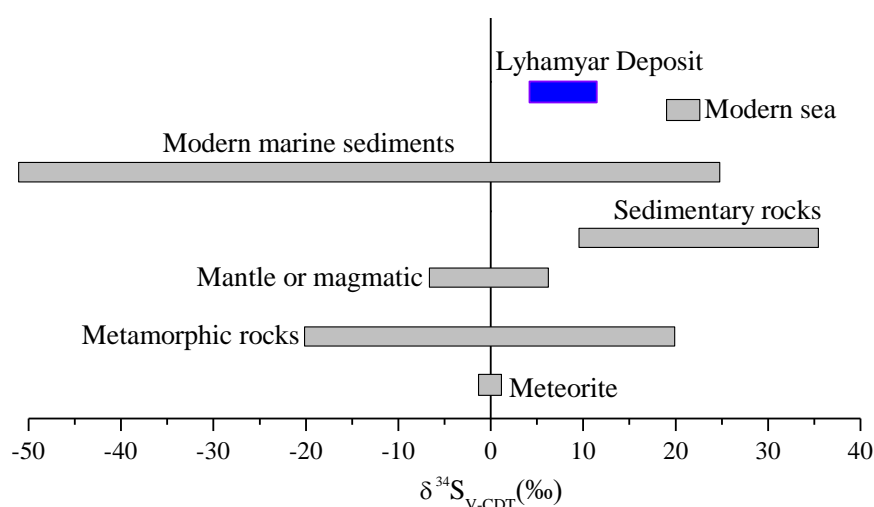 Lyhamyar Deposit
Modern sea
Modern marine sediments
Sedimentary rocks
Mantle or magmatic
Metamorphic rocks
Meteorite
-50 -40 -30 -20 -10 0 10 20 30 40
δ³⁴S_V-CDT(‰)